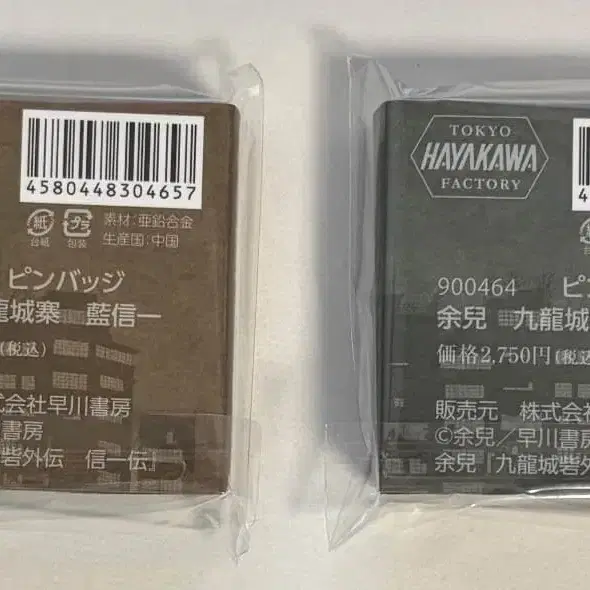 4580448304657
紙
台紙
プラ
包装
素材:亜鉛合金
生産国:中国
ピンバッジ
龍城寨 藍信一
(税込)
式会社早川書房
書房
砦外伝 信一伝』
TOKYO
HAYAKAWA
FACTORY
900464 ピン
余兒 九龍城
価格2,750円(税込
販売元 株式会
©余兒/早川書房
余兒『九龍城砦外